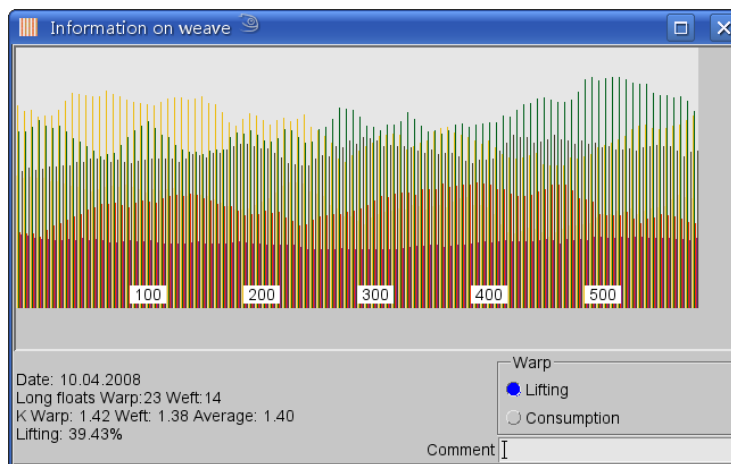 Information on weave
100 200 300 400 500
Date: 10.04.2008
Long floats Warp:23 Weft:14
K Warp: 1.42 Weft: 1.38 Average: 1.40
Lifting: 39.43%
Warp
Lifting
Consumption
Comment